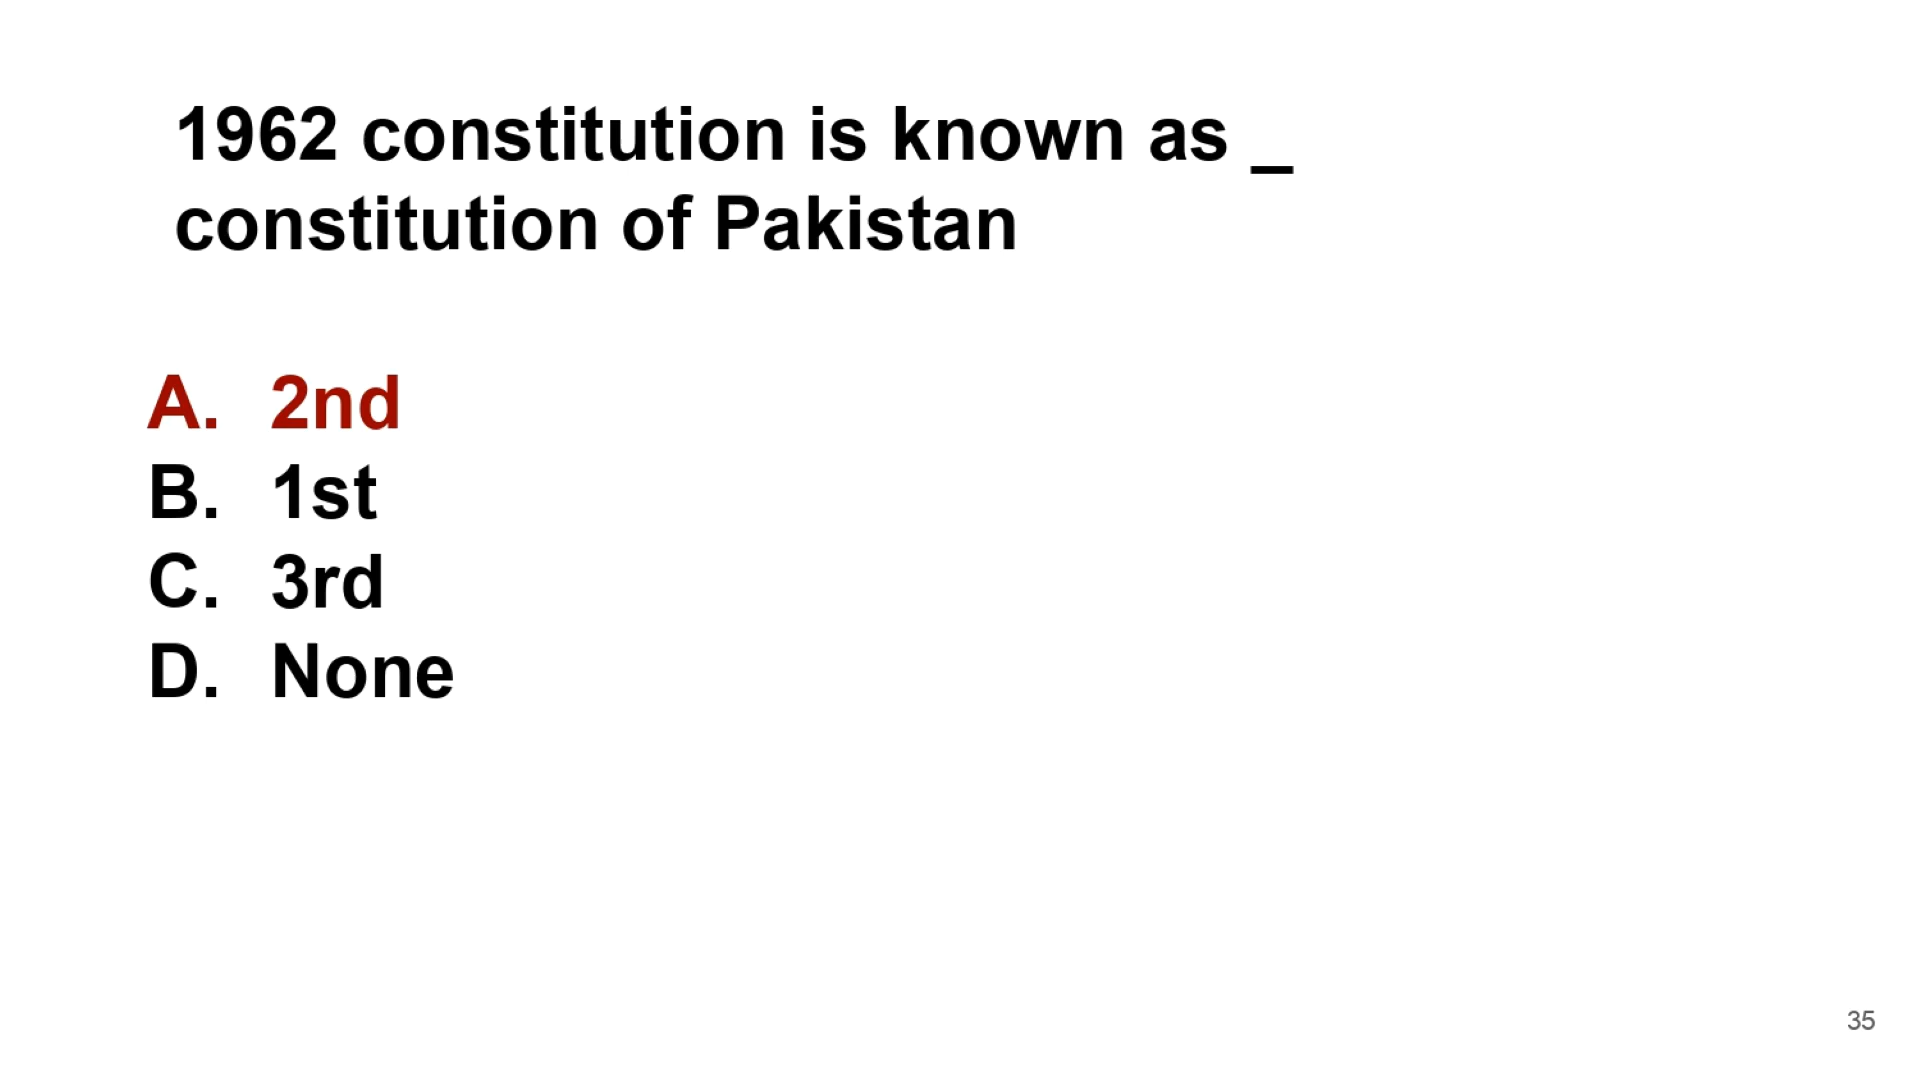 1962 constitution is known as _
constitution of Pakistan
A. 2nd
B. 1st
C. 3rd
D. None
35